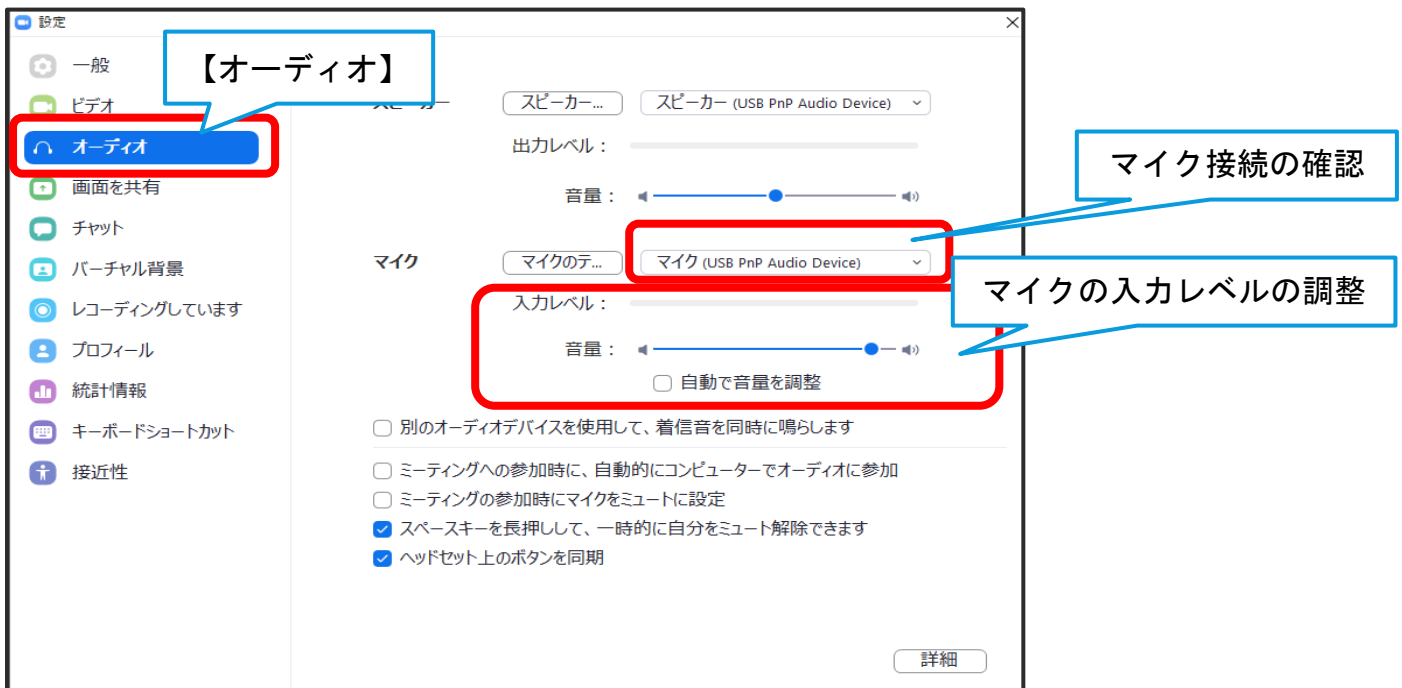 設定
一般
【オーディオ】
ビデオ
スピーカー
スピーカー...
スピーカー (USB PnP Audio Device)
オーディオ
出力レベル：
マイク接続の確認
画面を共有
音量：
チャット
バーチャル背景
マイク
マイクのテ...
マイク (USB PnP Audio Device)
マイクの入力レベルの調整
レコーディングしています
入力レベル：
プロフィール
音量：
統計情報
自動で音量を調整
キーボードショートカット
別のオーディオデバイスを使用して、着信音を同時に鳴らします
接近性
ミーティングへの参加時に、自動的にコンピューターでオーディオに参加
ミーティングの参加時にマイクをミュートに設定
スペースキーを長押しして、一時的に自分をミュート解除できます
ヘッドセット上のボタンを同期
詳細